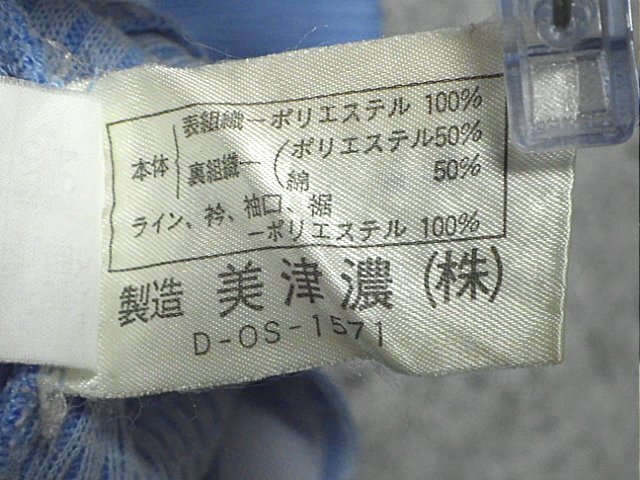 本体 表組織ーポリエステル 100%
裏組織ー(ポリエステル50%
綿 50%
ライン、衿、袖口、裾
ーポリエステル 100%
製造 美津濃(株)
D-OS-1571